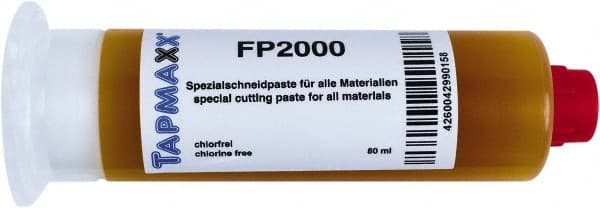 TAPMAXX®
FP2000
Spezialschneidpaste für alle Materialien
special cutting paste for all materials
chlorfrei
chlorine free
80 ml
4260042990158